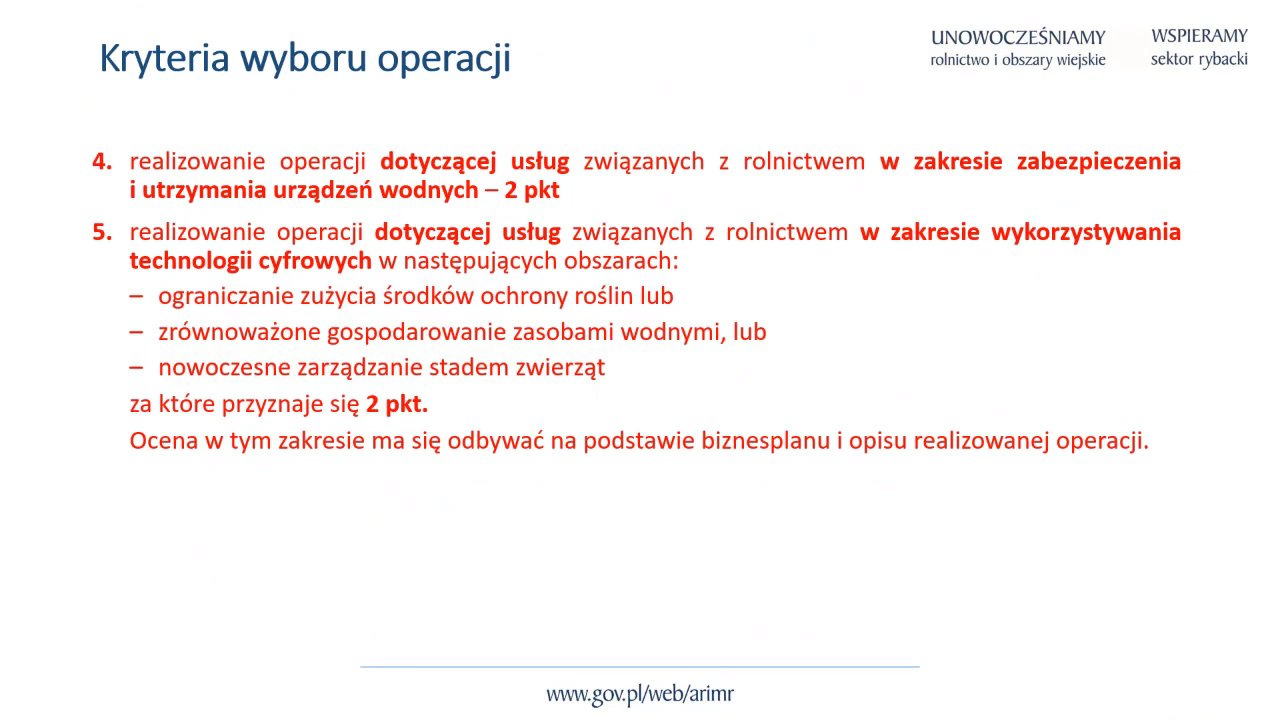 Kryteria wyboru operacji
UNOWOCZEŚNIAMY
rolnictwo i obszary wiejskie
WSPIERAMY
sektor rybacki
4. realizowanie operacji dotyczącej usług związanych z rolnictwem w zakresie zabezpieczenia
i utrzymania urządzeń wodnych – 2 pkt
5. realizowanie operacji dotyczącej usług związanych z rolnictwem w zakresie wykorzystywania
technologii cyfrowych w następujących obszarach:
– ograniczanie zużycia środków ochrony roślin lub
– zrównoważone gospodarowanie zasobami wodnymi, lub
– nowoczesne zarządzanie stadem zwierząt
za które przyznaje się 2 pkt.
Ocena w tym zakresie ma się odbywać na podstawie biznesplanu i opisu realizowanej operacji.
www.gov.pl/web/arimr